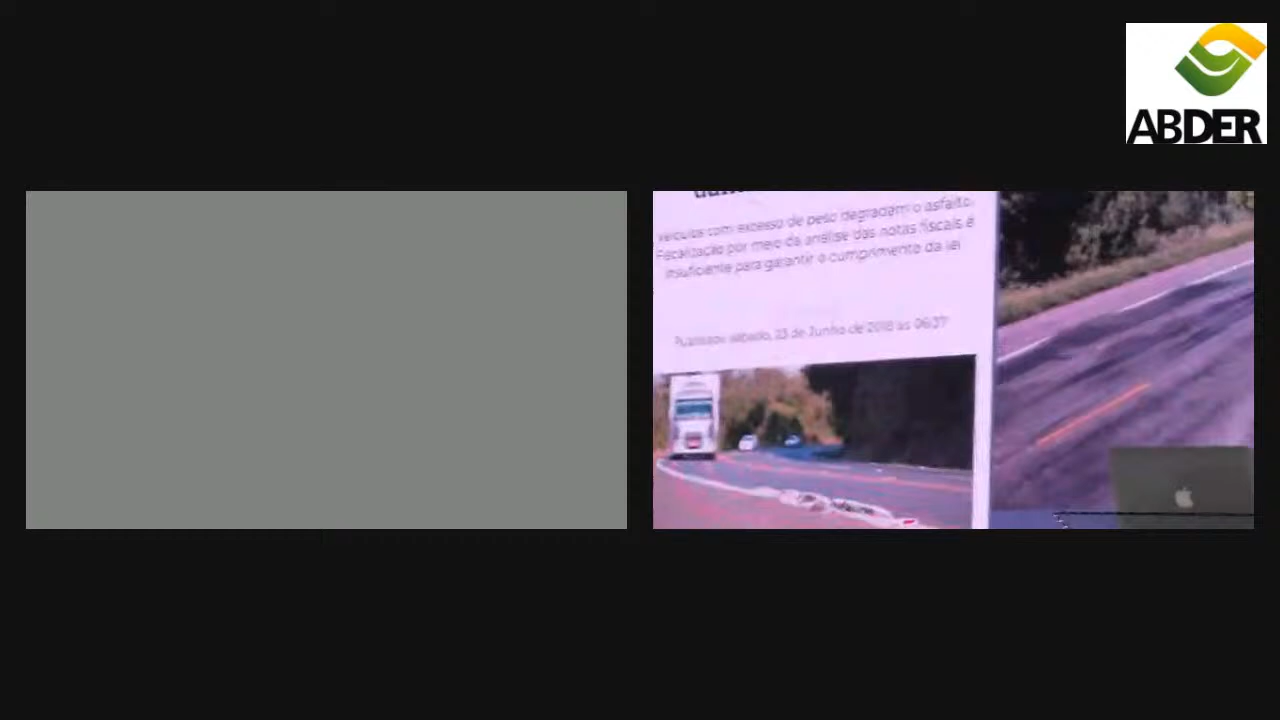 ABDER
veículos com excesso de peso degradam o asfalto.
Fiscalização por meio da análise das notas fiscais é
insuficiente para garantir o cumprimento da lei
sábado, 23 de Junho de 2018 às 06:37